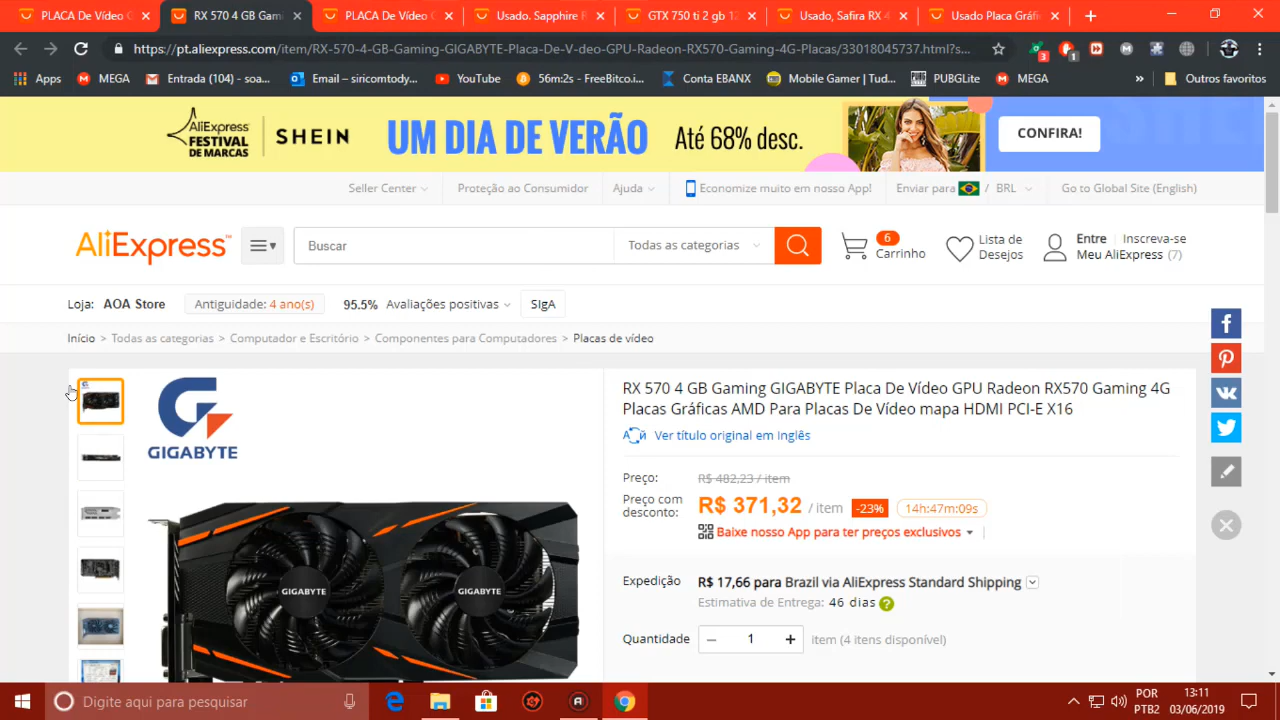 PLACA De Vídeo
RX 570 4 GB Gam
PLACA De Vídeo
Usado. Sapphire
GTX 750 ti 2 gb 12
Usado, Safira RX 4
Usado Placa Gráfi
https://pt.aliexpress.com/item/RX-570-4-GB-Gaming-GIGABYTE-Placa-De-V-deo-GPU-Radeon-RX570-Gaming-4G-Placas/33018045737.html?s...
3
1
Apps
MEGA
Entrada (104) - soa...
Email – siricomtody...
YouTube
56m:2s - FreeBitco.i...
Conta EBANX
Mobile Gamer | Tud...
PUBGLite
MEGA
»
Outros favoritos
AliExpress
FESTIVAL
DE MARCAS
SHEIN
UM DIA DE VERÃO
Até 68% desc.
CONFIRA!
Seller Center
Proteção ao Consumidor
Ajuda
Economize muito em nosso App!
Enviar para / BRL
Go to Global Site (English)
AliExpress
Buscar
Todas as categorias
6
Carrinho
Lista de
Desejos
Entre
Inscreva-se
Meu AliExpress (7)
Loja: AOA Store
Antiguidade: 4 ano(s)
95.5% Avaliações positivas
SIgA
Início > Todas as categorias > Computador e Escritório > Componentes para Computadores > Placas de vídeo
GIGABYTE
GIGABYTE
GIGABYTE
RX 570 4 GB Gaming GIGABYTE Placa De Vídeo GPU Radeon RX570 Gaming 4G
Placas Gráficas AMD Para Placas De Vídeo mapa HDMI PCI-E X16
Ver título original em Inglês
Preço: R$ 482,23 / item
Preço com
desconto:
R$ 371,32 / item -23% 14h:47m:09s
Baixe nosso App para ter preços exclusivos
Expedição
R$ 17,66 para Brazil via AliExpress Standard Shipping
Estimativa de Entrega: 46 dias ?
Quantidade − 1 + item (4 itens disponível)
Digite aqui para pesquisar
POR
PTB2
13:11
03/06/2019